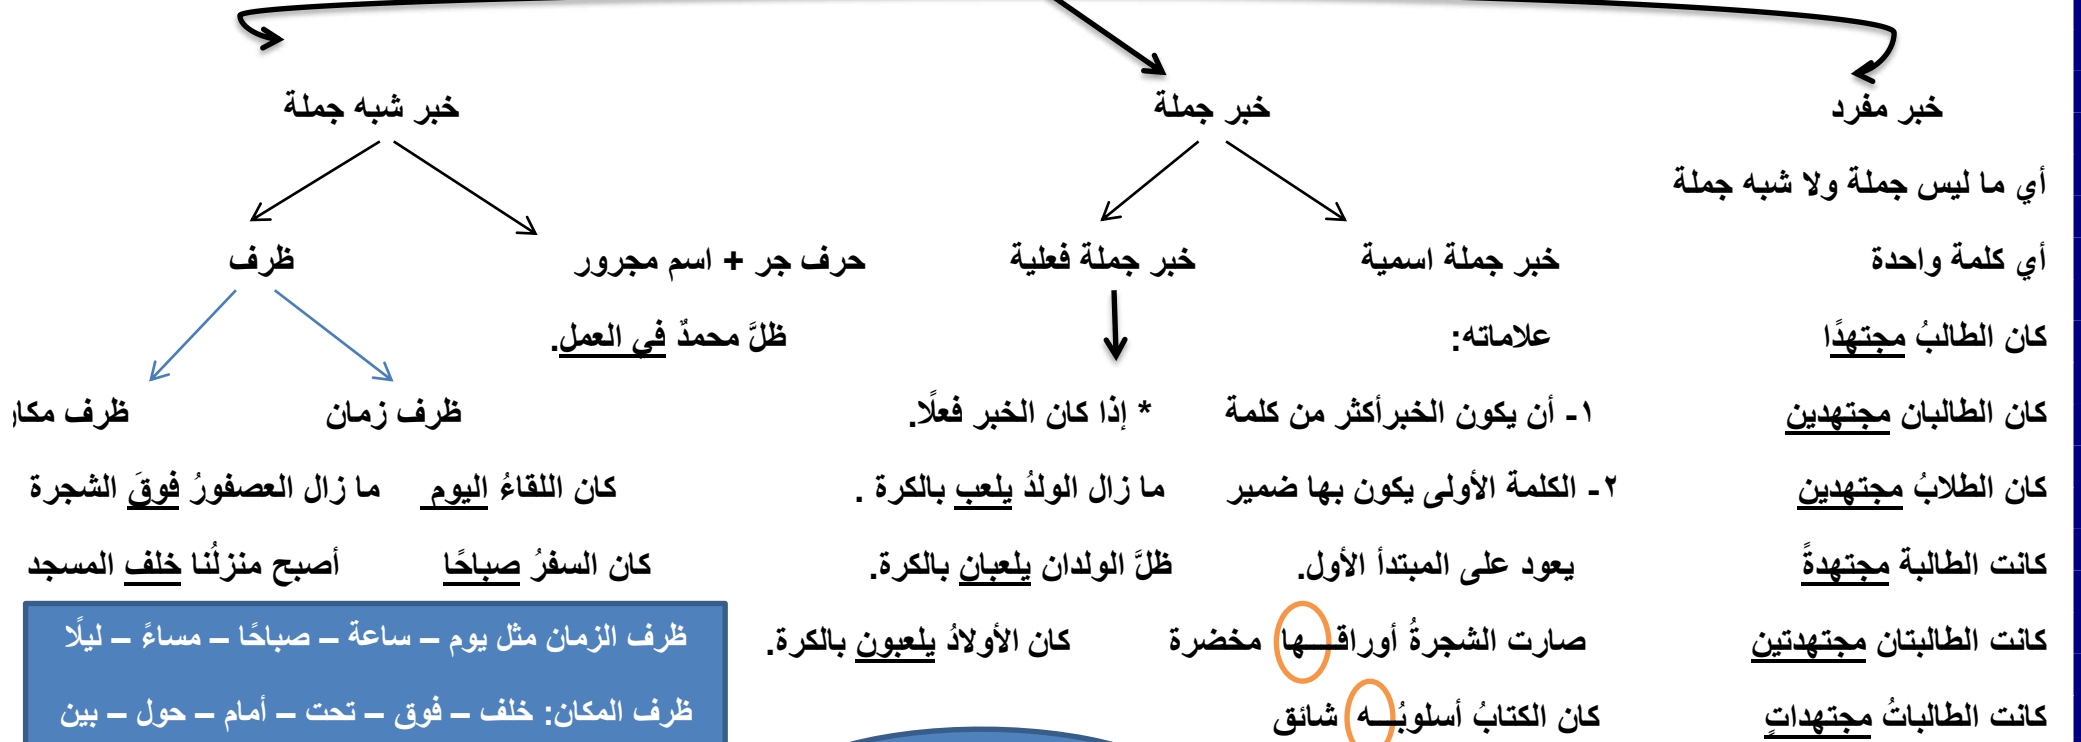 خبر مفرد
خبر جملة
خبر شبه جملة
أي ما ليس جملة ولا شبه جملة
أي كلمة واحدة
خبر جملة اسمية
خبر جملة فعلية
حرف جر + اسم مجرور
ظرف
كان الطالبُ مجتهدًا
علاماته:
ظلَّ محمدٌ في العمل.
كان الطالبان مجتهدين
١- أن يكون الخبرأكثر من كلمة
* إذا كان الخبر فعلًا.
ظرف زمان
ظرف مكار
كان الطلابُ مجتهدين
٢- الكلمة الأولى يكون بها ضمير
ما زال الولدُ يلعب بالكرة .
كان اللقاءُ اليوم
ما زال العصفورُ فوقَ الشجرة
كانت الطالبة مجتهدةً
يعود على المبتدأ الأول.
ظلَّ الولدان يلعبان بالكرة.
كان السفرُ صباحًا
أصبح منزلُنا خلف المسجد
كانت الطالبتان مجتهدتين
صارت الشجرةُ أوراقـــها مخضرة
كان الأولادُ يلعبون بالكرة.
ظرف الزمان مثل يوم – ساعة – صباحًا – مساءً – ليلًا
كانت الطالباتُ مجتهداتٍ
كان الكتابُ أسلوبُـــه شائق
ظرف المكان: خلف – فوق – تحت – أمام – حول – بين